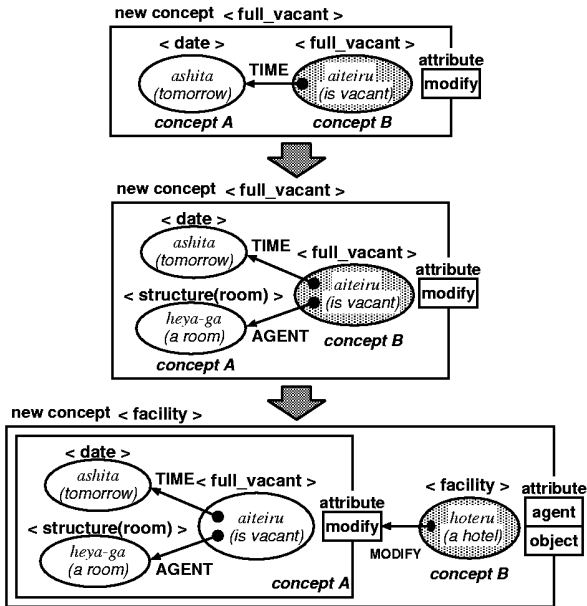 new concept < full_vacant >
< date > < full_vacant >
attribute
ashita TIME aiteiru
modify
(tomorrow) (is vacant)
concept A concept B
new concept < full_vacant >
< date >
ashita TIME
(tomorrow) < full_vacant >
attribute
< structure(room) > aiteiru
modify
(is vacant)
heya-ga
(a room) AGENT concept B
concept A
new concept < facility >
< date >
ashita TIME < full_vacant > < facility > attribute
(tomorrow)
attribute agent
< structure(room) > aiteiru modify hoteru
(is vacant) (a hotel) object
heya-ga MODIFY
(a room) AGENT concept A concept B